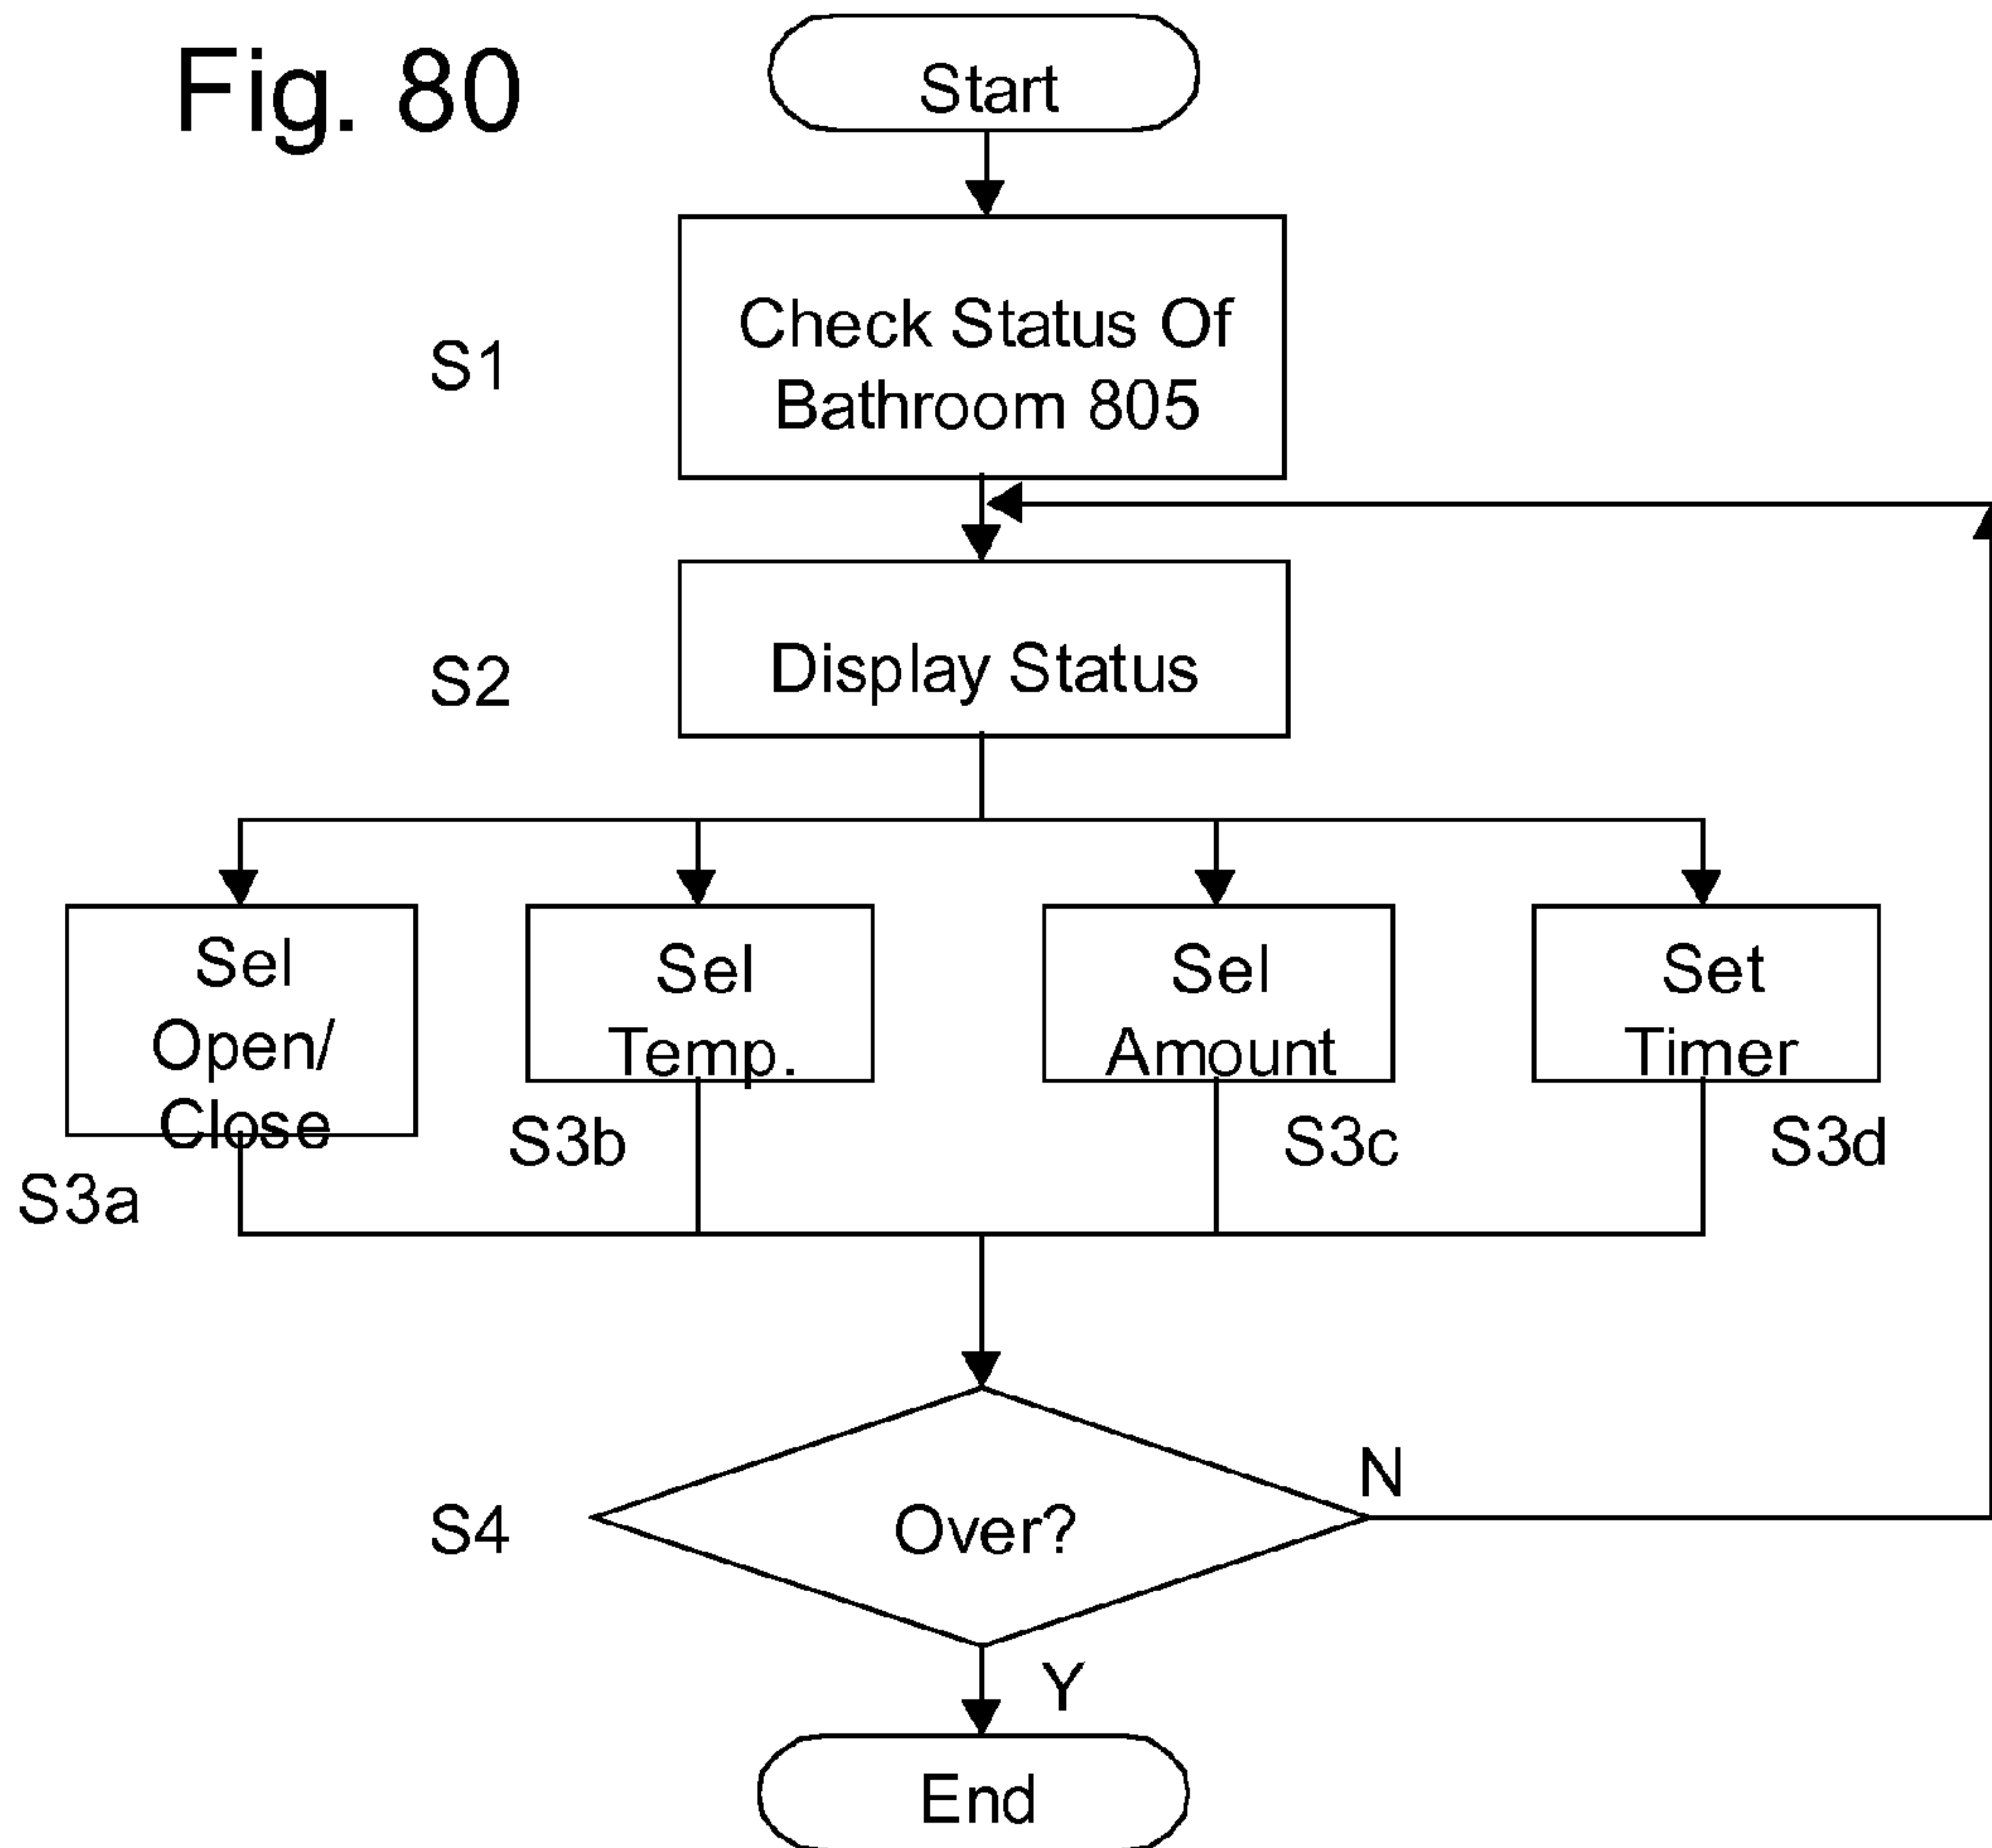 Fig. 80
Start
S1
Check Status Of
Bathroom 805
S2
Display Status
Sel
Open/
Close
S3a
Sel
Temp.
S3b
Sel
Amount
S3c
Set
Timer
S3d
S4
Over?
N
Y
End